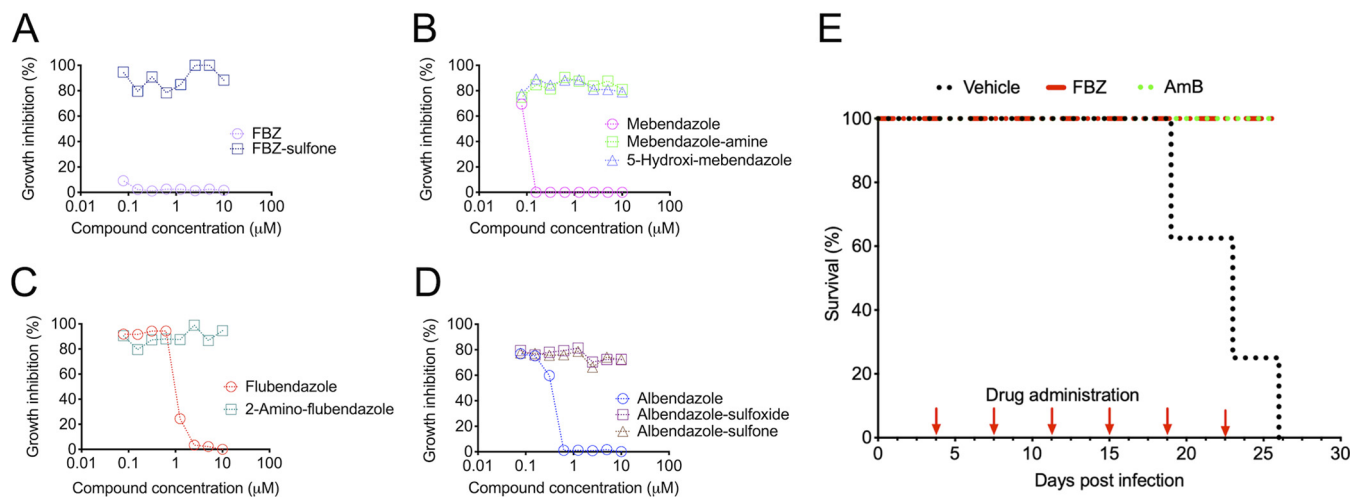 A
Growth inhibition (%)
100
80
60
40
20
0
0.01
0.1
1
10
100
Compound concentration (μM)
FBZ
FBZ-sulfone
B
Growth inhibition (%)
100
80
60
40
20
0
0.01
0.1
1
10
100
Compound concentration (μM)
Mebendazole
Mebendazole-amine
5-Hydroxi-mebendazole
C
Growth inhibition (%)
100
80
60
40
20
0
0.01
0.1
1
10
100
Compound concentration (μM)
Flubendazole
2-Amino-flubendazole
D
Growth inhibition (%)
100
80
60
40
20
0
0.01
0.1
1
10
100
Compound concentration (μM)
Albendazole
Albendazole-sulfoxide
Albendazole-sulfone
E
Vehicle
FBZ
AmB
Survival (%)
100
80
60
40
20
0
Drug administration
0
5
10
15
20
25
30
Days post infection